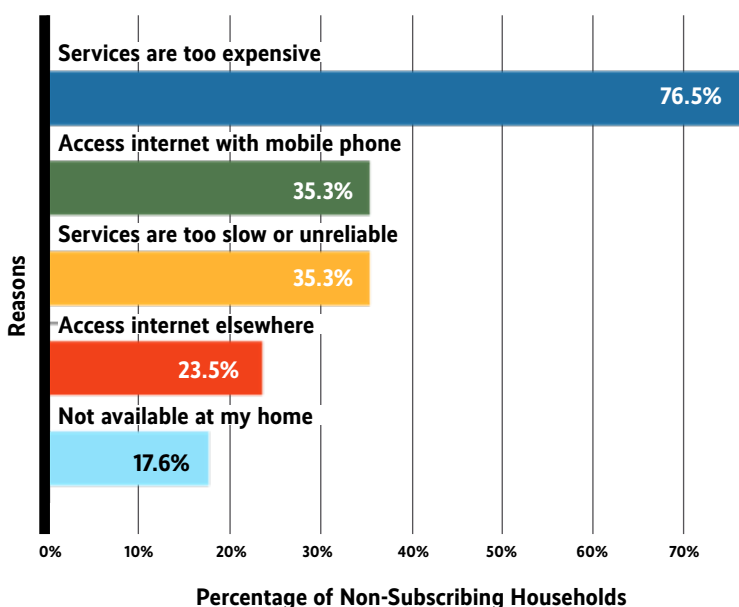 Services are too expensive
76.5%
Access internet with mobile phone
35.3%
Services are too slow or unreliable
35.3%
Access internet elsewhere
23.5%
Not available at my home
17.6%
Reasons
0% 10% 20% 30% 40% 50% 60% 70%
Percentage of Non-Subscribing Households